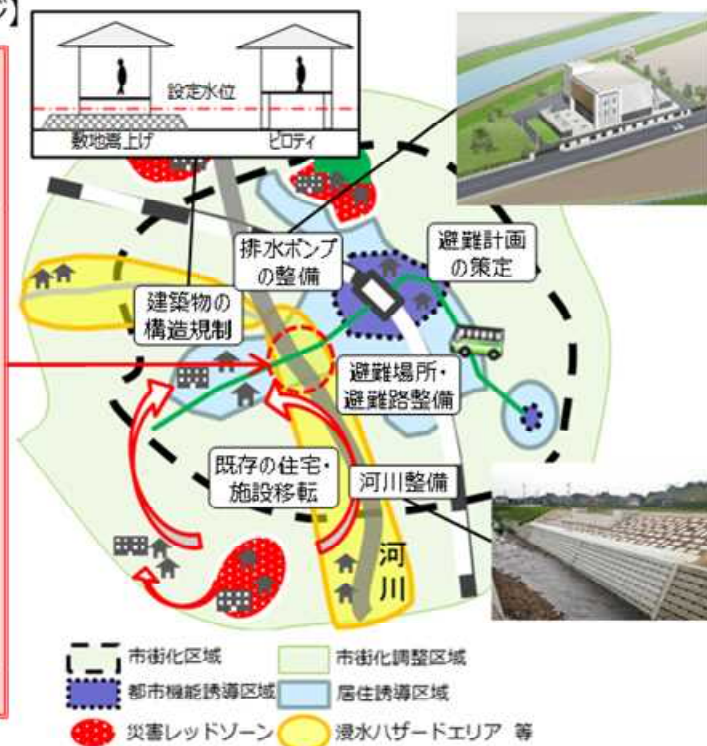 ジ】
設定水位
敷地嵩上げ
ピロティ
排水ポンプ
の整備
避難計画
の策定
建築物の
構造規制
避難場所・
避難路整備
既存の住宅・
施設移転
河川整備
河川
市街化区域
市街化調整区域
都市機能誘導区域
居住誘導区域
災害レッドゾーン
浸水ハザードエリア 等